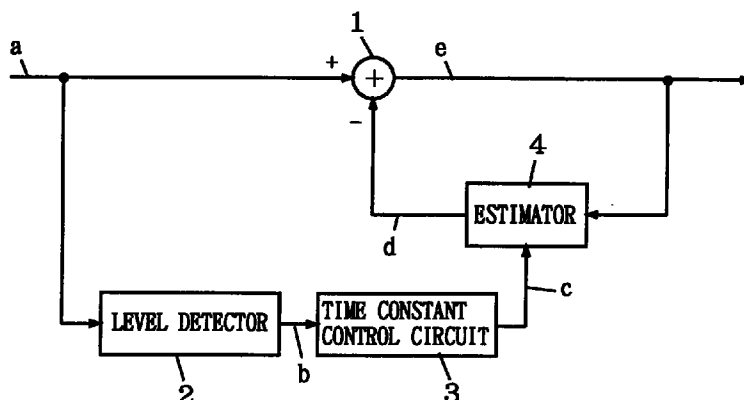 1
a
+
e
+
−
4
ESTIMATOR
d
c
LEVEL DETECTOR
b
TIME CONSTANT
CONTROL CIRCUIT
2
3